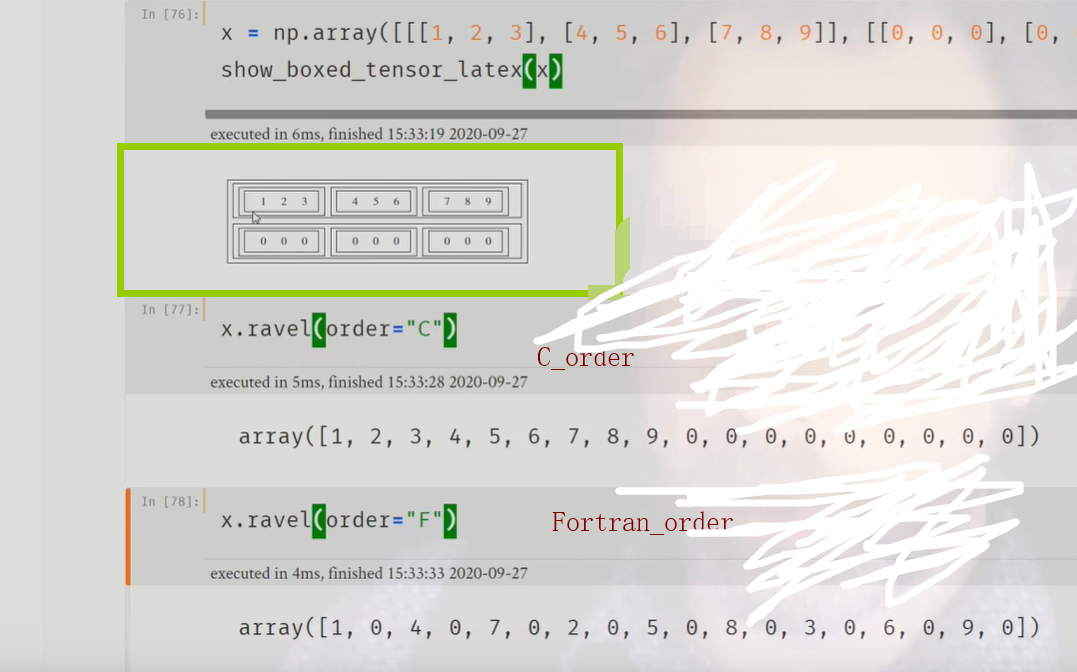 In [76]:
x = np.array([[[1, 2, 3], [4, 5, 6], [7, 8, 9]], [[0, 0, 0], [0,
show_boxed_tensor_latex(x)
executed in 6ms, finished 15:33:19 2020-09-27
1 2 3 4 5 6 7 8 9
0 0 0 0 0 0 0 0 0
In [77]:
x.ravel(order="C")
C_order
executed in 5ms, finished 15:33:28 2020-09-27
array([1, 2, 3, 4, 5, 6, 7, 8, 9, 0, 0, 0, 0, 0, 0, 0, 0, 0])
In [78]:
x.ravel(order="F")
Fortran_order
executed in 4ms, finished 15:33:33 2020-09-27
array([1, 0, 4, 0, 7, 0, 2, 0, 5, 0, 8, 0, 3, 0, 6, 0, 9, 0])